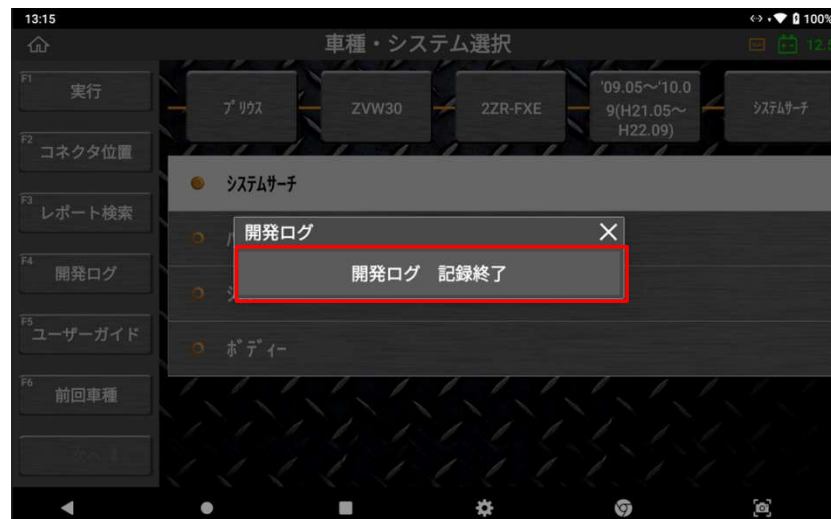 13:15
100%
車種・システム選択
12.5
F1
実行
F2
コネクタ位置
F3
レポート検索
F4
開発ログ
F5
ユーザーガイド
F6
前回車種
プリウス
ZVW30
2ZR-FXE
'09.05〜'10.0
9(H21.05〜
H22.09)
システムサーチ
システムサーチ
開発ログ
開発ログ 記録終了
ボディー